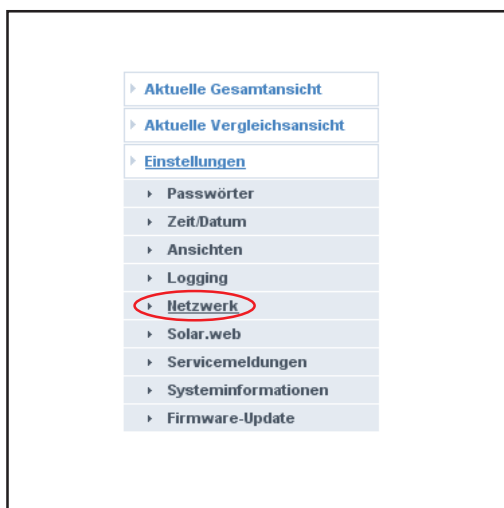 Aktuelle Gesamtansicht
Aktuelle Vergleichsansicht
Einstellungen
Passwörter
Zeit/Datum
Ansichten
Logging
Netzwerk
Solar.web
Servicemeldungen
Systeminformationen
Firmware-Update